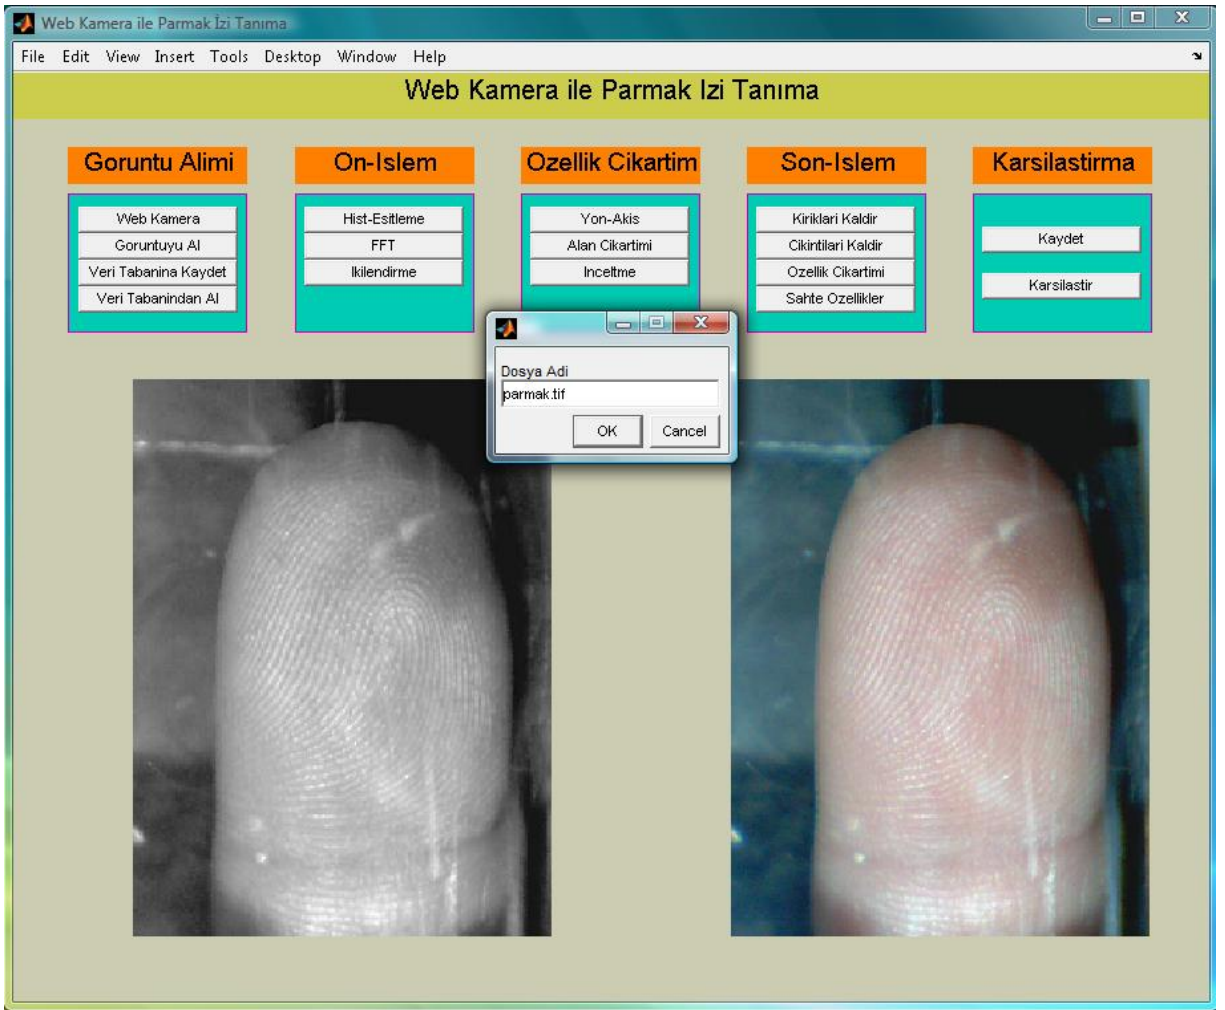 Web Kamera ile Parmak İzi Tanıma
File Edit View Insert Tools Desktop Window Help
Web Kamera ile Parmak Izi Tanıma
Goruntu Alimi
Web Kamera
Goruntuyu Al
Veri Tabanina Kaydet
Veri Tabanindan Al
On-Islem
Hist-Esitleme
FFT
Ikilendirme
Ozellik Cikartim
Yon-Akis
Alan Cikartimi
Inceltme
Son-Islem
Kiriklari Kaldir
Cikintilari Kaldir
Ozellik Cikartimi
Sahte Ozellikler
Karsilastirma
Kaydet
Karsilastir
Dosya Adi
parmak.tif
OK Cancel